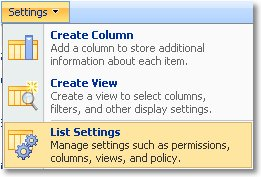 Settings
Create Column
Add a column to store additional
information about each item.
Create View
Create a view to select columns,
filters, and other display settings.
List Settings
Manage settings such as permissions,
columns, views, and policy.